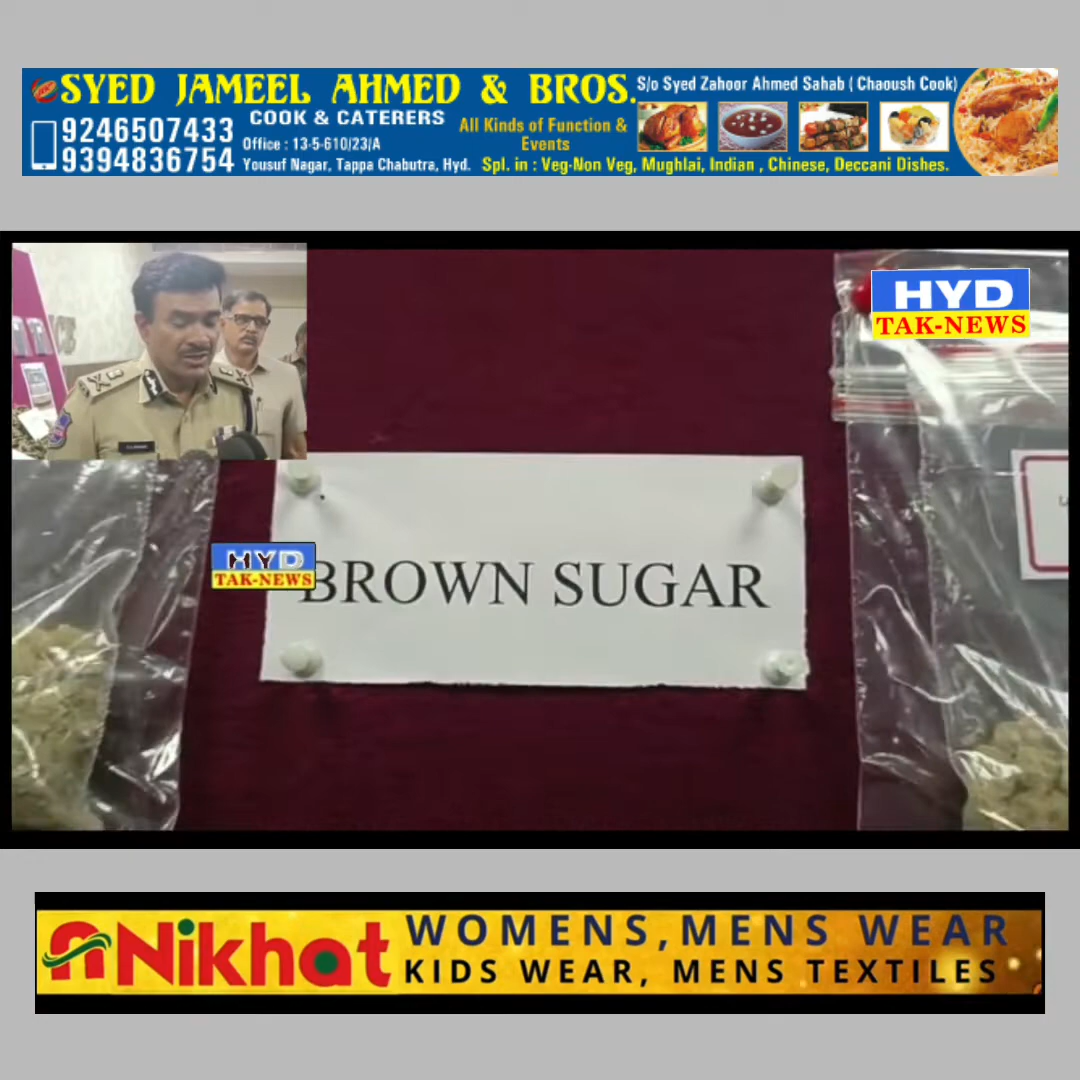 SYED JAMEEL AHMED & BROS.
S/o Syed Zahoor Ahmed Sahab ( Chaoush Cook)
COOK & CATERERS
9246507433
9394836754
Office : 13-5-610/23/A
Yousuf Nagar, Tappa Chabutra, Hyd.
All Kinds of Function &
Events
Spl. in : Veg-Non Veg, Mughlai, Indian , Chinese, Deccani Dishes.
HYD
TAK-NEWS
HYD
TAK-NEWS
BROWN SUGAR
Nikhat
WOMENS, MENS WEAR
KIDS WEAR, MENS TEXTILES